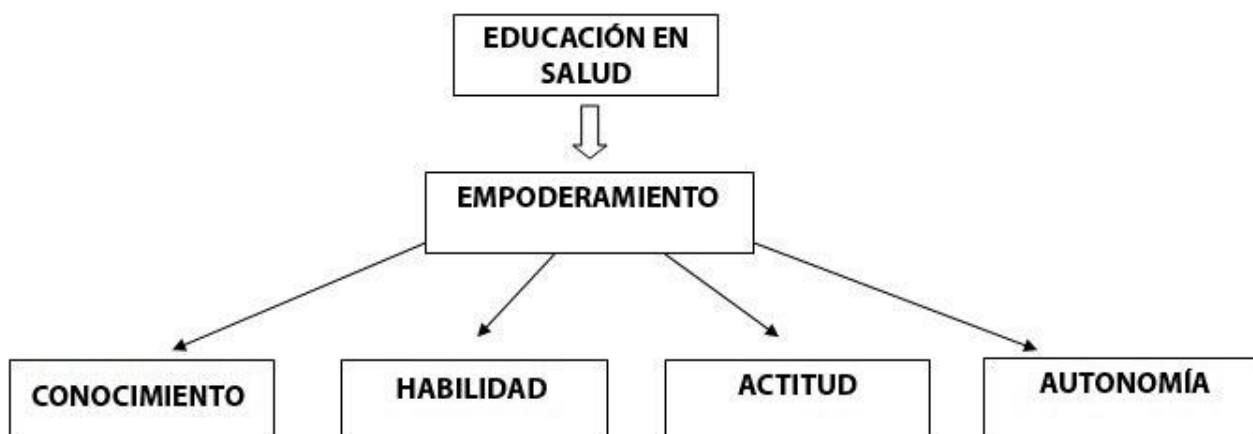 EDUCACIÓN EN
SALUD
EMPODERAMIENTO
CONOCIMIENTO
HABILIDAD
ACTITUD
AUTONOMÍA